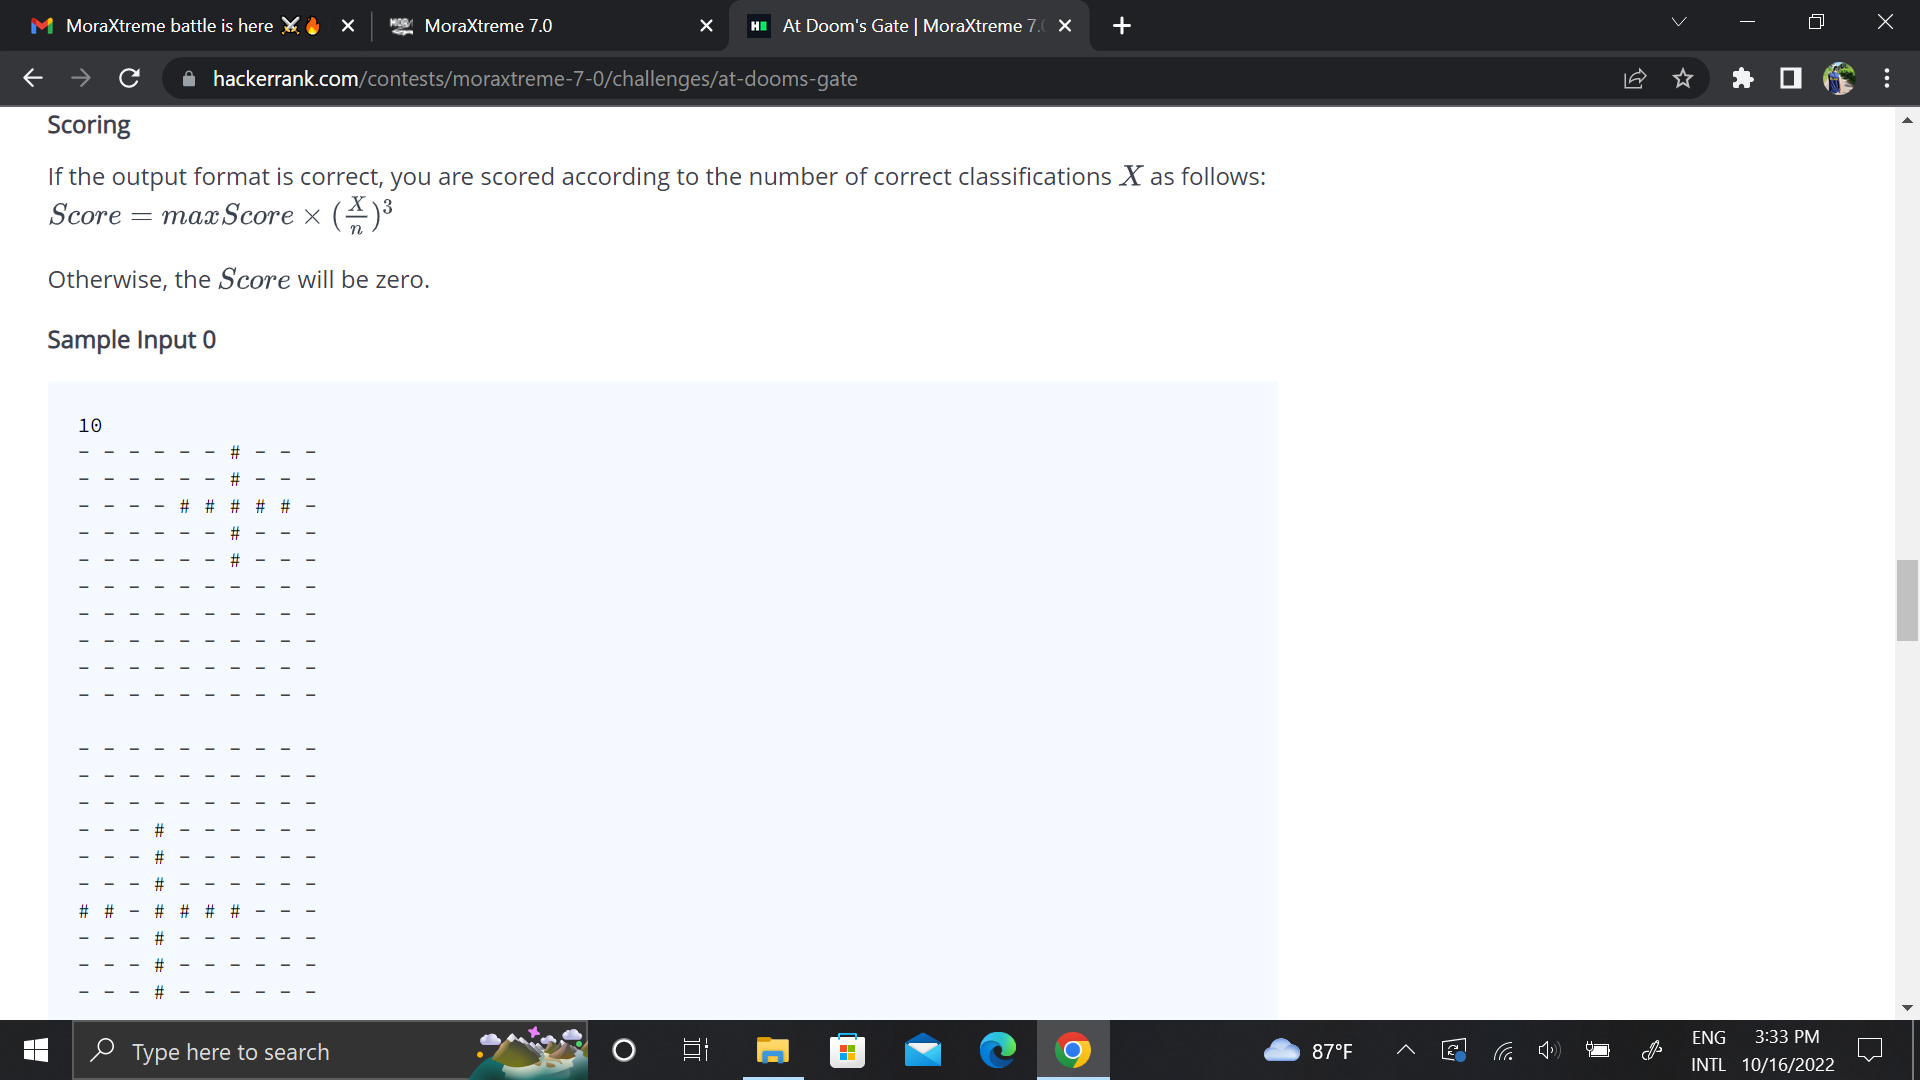 MoraXtreme battle is here ⚔️🔥
MoraXtreme 7.0
At Doom's Gate | MoraXtreme 7.0
hackerrank.com/contests/moraxtreme-7-0/challenges/at-dooms-gate
Scoring
If the output format is correct, you are scored according to the number of correct classifications X as follows:
Score = maxScore × (X/n)^3
Otherwise, the Score will be zero.
Sample Input 0
10
- - - - - - # - - -
- - - - - - # - - -
- - - - # # # # # -
- - - - - - # - - -
- - - - - - # - - -
- - - - - - - - - -
- - - - - - - - - -
- - - - - - - - - -
- - - - - - - - - -
- - - - - - - - - -
- - - - - - - - - -
- - - - - - - - - -
- - - - - - - - - -
- - - # - - - - - -
- - - # - - - - - -
- - - # - - - - - -
# # - # # # # - - -
- - - # - - - - - -
- - - # - - - - - -
- - - # - - - - - -
Type here to search
87°F
ENG
INTL
3:33 PM
10/16/2022